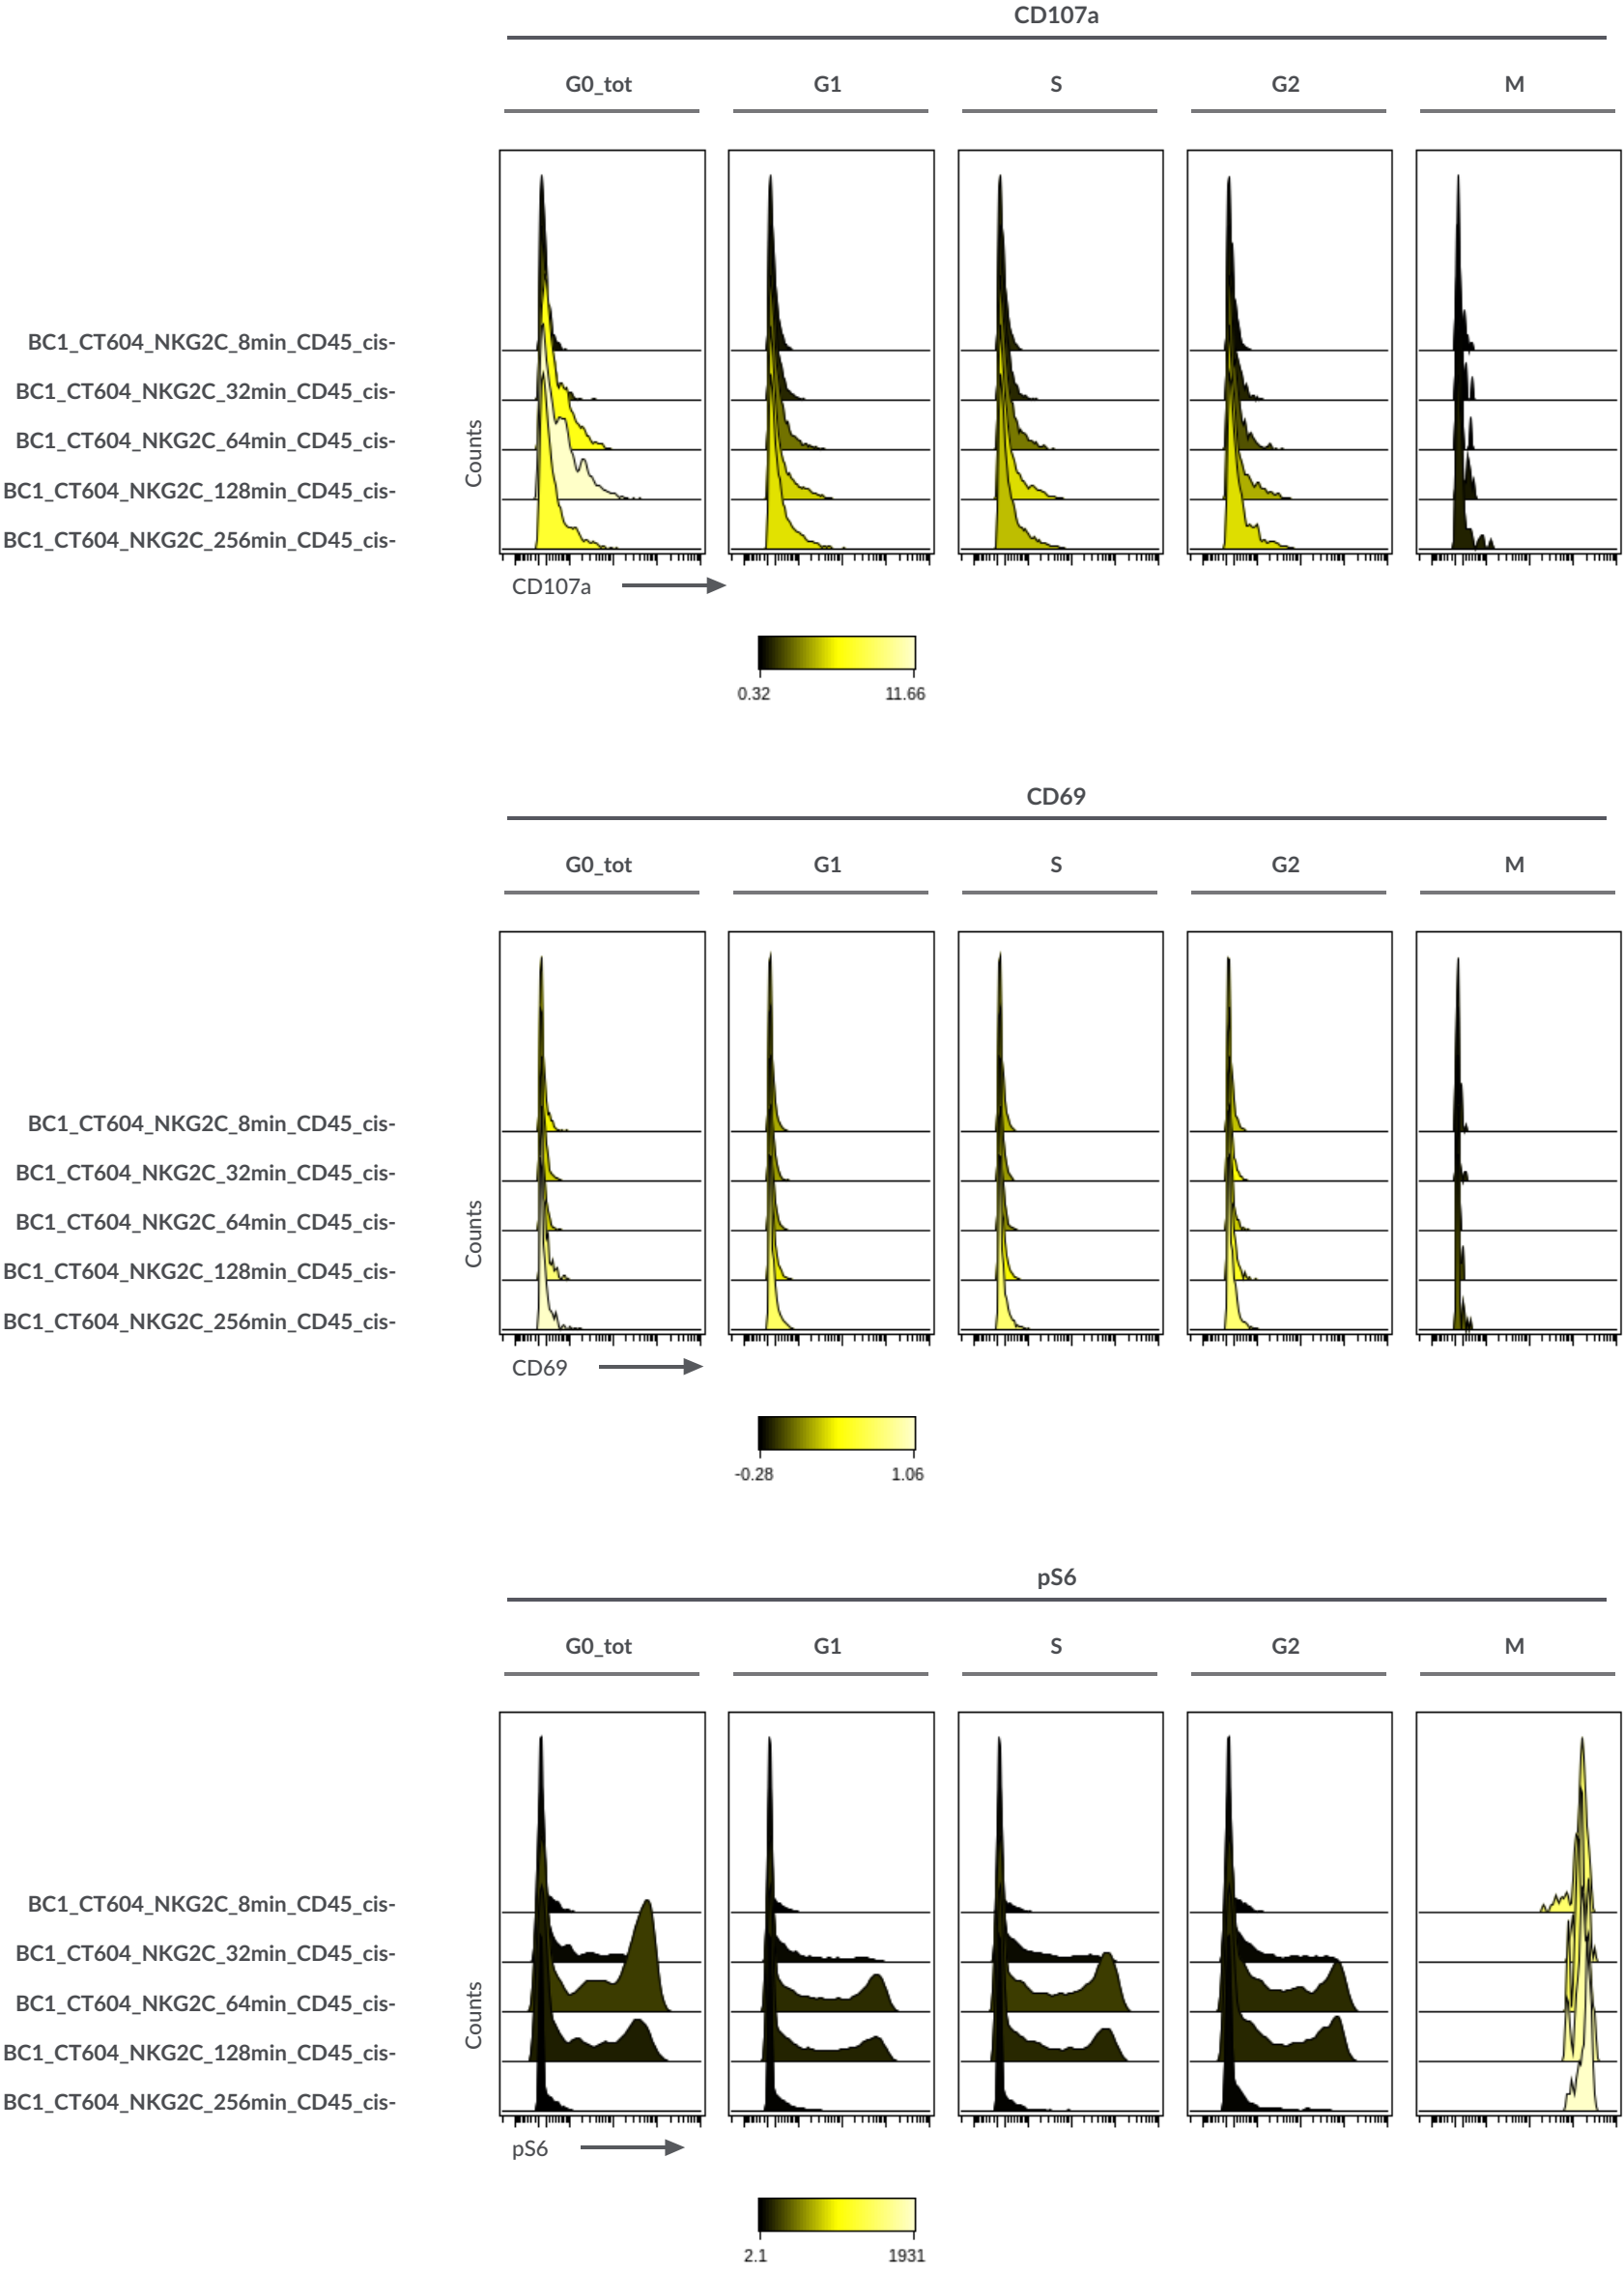 CD107a
G0_tot G1 S G2 M
BC1_CT604_NKG2C_8min_CD45_cis-
BC1_CT604_NKG2C_32min_CD45_cis-
BC1_CT604_NKG2C_64min_CD45_cis-
BC1_CT604_NKG2C_128min_CD45_cis-
BC1_CT604_NKG2C_256min_CD45_cis-
Counts
CD107a
0.32 11.66
CD69
G0_tot G1 S G2 M
BC1_CT604_NKG2C_8min_CD45_cis-
BC1_CT604_NKG2C_32min_CD45_cis-
BC1_CT604_NKG2C_64min_CD45_cis-
BC1_CT604_NKG2C_128min_CD45_cis-
BC1_CT604_NKG2C_256min_CD45_cis-
Counts
CD69
-0.28 1.06
pS6
G0_tot G1 S G2 M
BC1_CT604_NKG2C_8min_CD45_cis-
BC1_CT604_NKG2C_32min_CD45_cis-
BC1_CT604_NKG2C_64min_CD45_cis-
BC1_CT604_NKG2C_128min_CD45_cis-
BC1_CT604_NKG2C_256min_CD45_cis-
Counts
pS6
2.1 1931